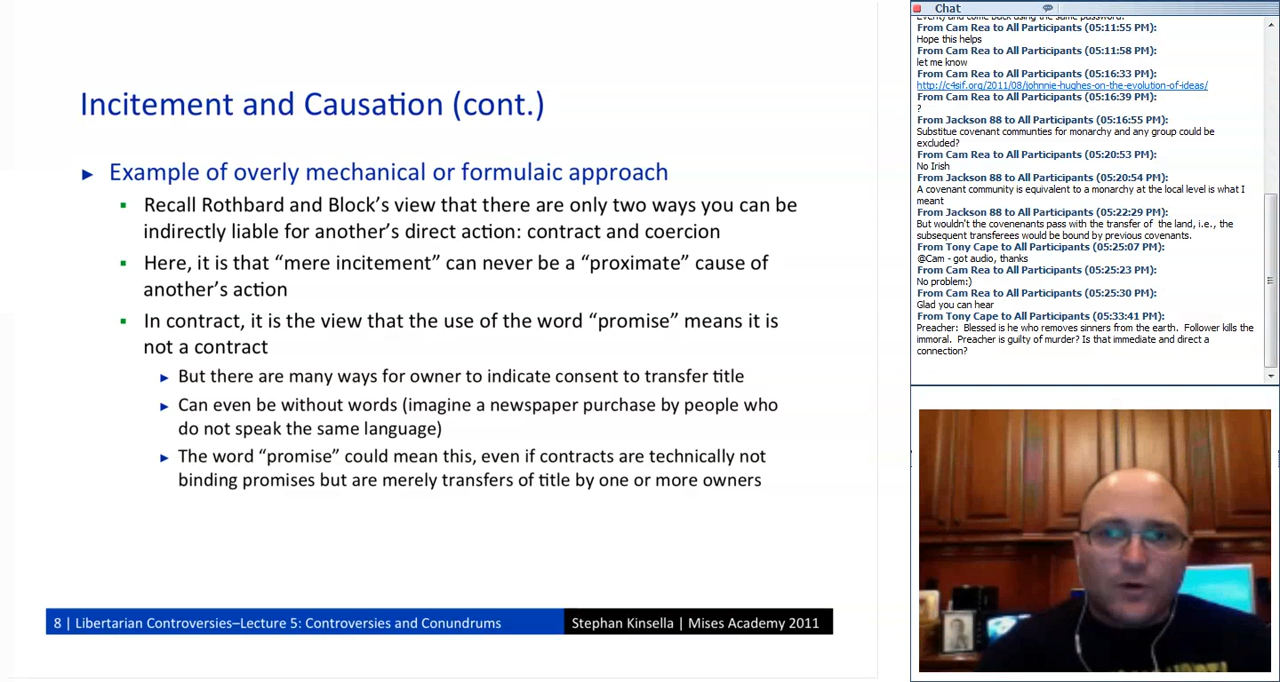 Incitement and Causation (cont.)
► Example of overly mechanical or formulaic approach
▪ Recall Rothbard and Block's view that there are only two ways you can be
indirectly liable for another's direct action: contract and coercion
▪ Here, it is that “mere incitement” can never be a “proximate” cause of
another's action
▪ In contract, it is the view that the use of the word “promise” means it is
not a contract
► But there are many ways for owner to indicate consent to transfer title
► Can even be without words (imagine a newspaper purchase by people who
do not speak the same language)
► The word “promise” could mean this, even if contracts are technically not
binding promises but are merely transfers of title by one or more owners
8 | Libertarian Controversies–Lecture 5: Controversies and Conundrums
Stephan Kinsella | Mises Academy 2011
Chat
Event) and come back using the same password.
From Cam Rea to All Participants (05:11:55 PM):
Hope this helps
From Cam Rea to All Participants (05:11:58 PM):
let me know
From Cam Rea to All Participants (05:16:33 PM):
http://c4sif.org/2011/08/johnnie-hughes-on-the-evolution-of-ideas/
From Cam Rea to All Participants (05:16:39 PM):
?
From Jackson 88 to All Participants (05:16:55 PM):
Substitute covenant communties for monarchy and any group could be
excluded?
From Cam Rea to All Participants (05:20:53 PM):
No Irish
From Jackson 88 to All Participants (05:20:54 PM):
A covenant community is equivalent to a monarchy at the local level is what I
meant
From Jackson 88 to All Participants (05:22:29 PM):
But wouldn't the covenenants pass with the transfer of the land, i.e., the
subsequent transferees would be bound by previous covenants.
From Tony Cape to All Participants (05:25:07 PM):
@Cam - got audio, thanks
From Cam Rea to All Participants (05:25:23 PM):
No problem:)
From Cam Rea to All Participants (05:25:30 PM):
Glad you can hear
From Tony Cape to All Participants (05:33:41 PM):
Preacher: Blessed is he who removes sinners from the earth. Follower kills the
immoral. Preacher is guilty of murder? Is that immediate and direct a
connection?